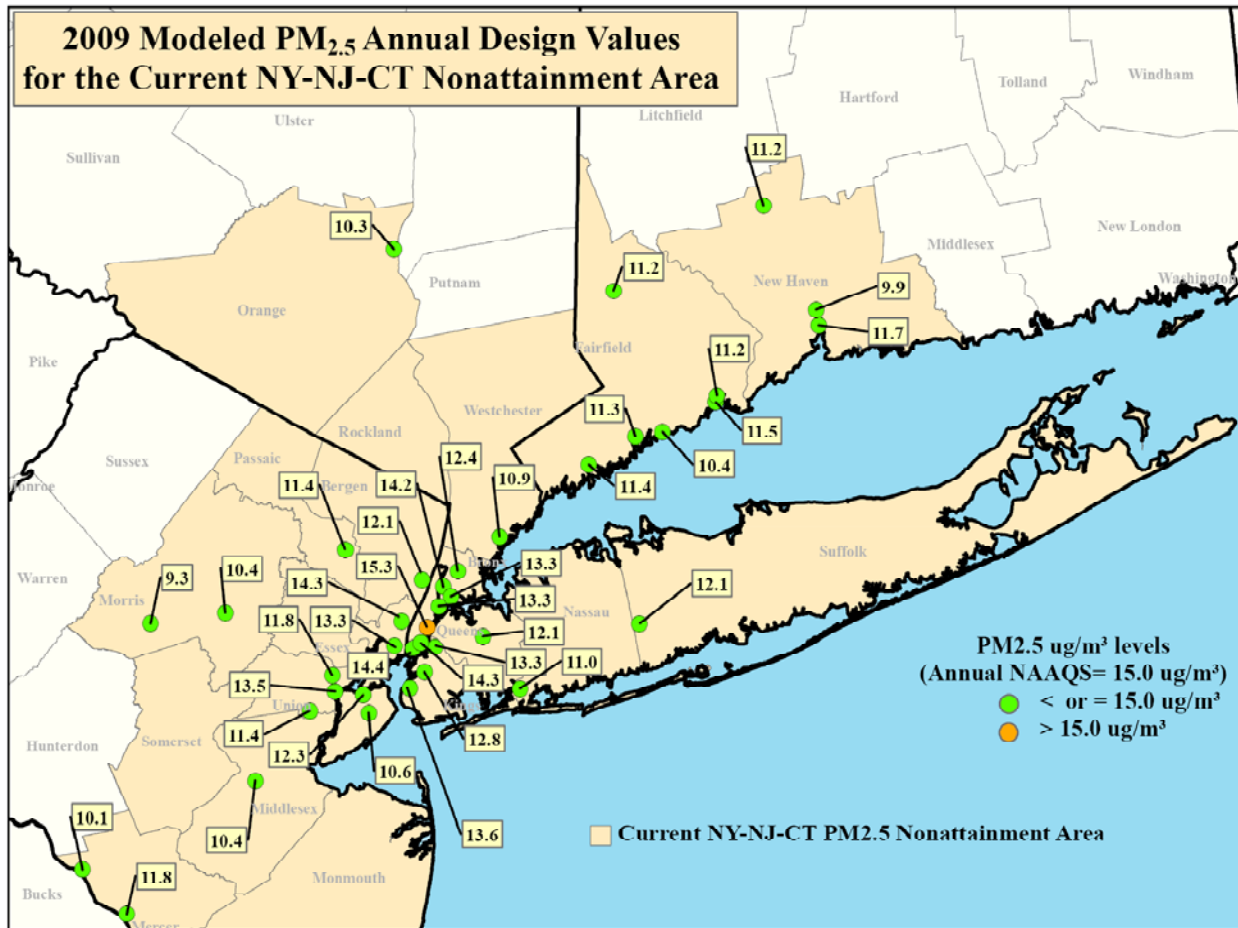 2009 Modeled PM2.5 Annual Design Values
for the Current NY-NJ-CT Nonattainment Area
Windham
Tolland
Hartford
Litchfield
Ulster
Sullivan
11.2
10.3
New London
Middlesex
Washington
11.2
Putnam
New Haven
9.9
Orange
11.7
Fairfield
Pike
11.2
Westchester
11.3
11.5
Rockland
10.4
Sussex
Passaic
12.4
10.9
11.4
Bergen
14.2
11.4
12.1
Suffolk
15.3
Bronx
13.3
Warren
9.3
10.4
14.3
13.3
Morris
Nassau
12.1
11.8
13.3
Queens
12.1
Essex
14.4
13.3
11.0
PM2.5 ug/m³ levels
(Annual NAAQS= 15.0 ug/m³)
14.3
13.5
< or = 15.0 ug/m³
Union
Kings
> 15.0 ug/m³
Hunterdon
Somerset
11.4
12.3
12.8
10.6
Middlesex
10.1
10.4
13.6
Current NY-NJ-CT PM2.5 Nonattainment Area
11.8
Monmouth
Bucks
Mercer